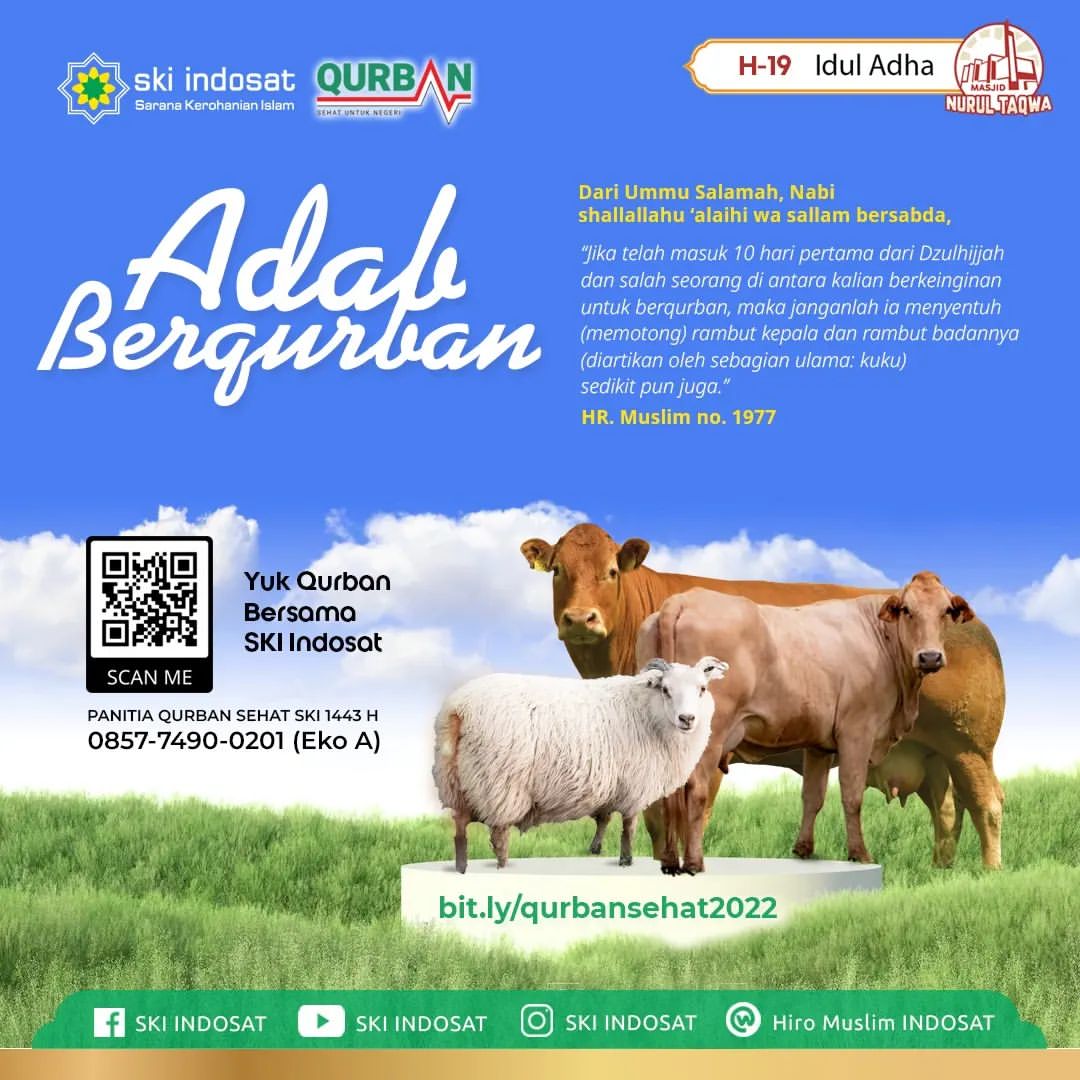 ski indosat
Sarana Kerohanian Islam
QURBAN
SEHAT UNTUK NEGERI
H-19 Idul Adha
MASJID
NURUL TAQWA
Adab
Berqurban
Dari Ummu Salamah, Nabi
shallallahu ‘alaihi wa sallam bersabda,
“Jika telah masuk 10 hari pertama dari Dzulhijjah
dan salah seorang di antara kalian berkeinginan
untuk berqurban, maka janganlah ia menyentuh
(memotong) rambut kepala dan rambut badannya
(diartikan oleh sebagian ulama: kuku)
sedikit pun juga.”
HR. Muslim no. 1977
SCAN ME
Yuk Qurban
Bersama
SKI Indosat
PANITIA QURBAN SEHAT SKI 1443 H
0857-7490-0201 (Eko A)
bit.ly/qurbansehat2022
SKI INDOSAT
SKI INDOSAT
SKI INDOSAT
Hiro Muslim INDOSAT